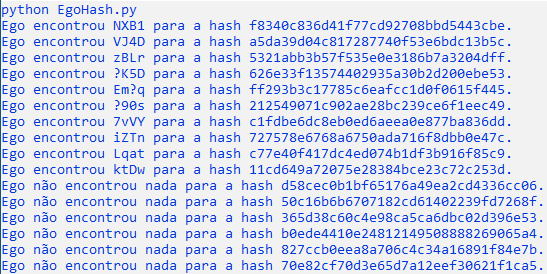 python EgoHash.py
Ego encontrou NXB1 para a hash f8340c836d41f77cd92708bbd5443cbe.
Ego encontrou VJ4D para a hash a5da39d04c817287740f53e6bdc13b5c.
Ego encontrou zBLr para a hash 5321abb3b57f535e0e3186b7a3204dff.
Ego encontrou ?K5D para a hash 626e33f13574402935a30b2d200ebe53.
Ego encontrou Em?q para a hash ff293b3c17785c6eafcc1d0f0615f445.
Ego encontrou ?90s para a hash 212549071c902ae28bc239ce6f1eec49.
Ego encontrou 7vVY para a hash c1fdbe6dc8eb0ed6aeea0e877ba836dd.
Ego encontrou iZTn para a hash 727578e6768a6750ada716f8dbb0e47c.
Ego encontrou Lqat para a hash c77e40f417dc4ed074b1df3b916f85c9.
Ego encontrou ktDw para a hash 11cd649a72075e28384bce23c72c253d.
Ego não encontrou nada para a hash d58cec0b1bf65176a49ea2cd4336cc06.
Ego não encontrou nada para a hash 50c16b6b6707182cd61402239fd7268f.
Ego não encontrou nada para a hash 365d38c60c4e98ca5ca6dbc02d396e53.
Ego não encontrou nada para a hash b0ede4410e24812149508888269065a4.
Ego não encontrou nada para a hash 827ccb0eea8a706c4c34a16891f84e7b.
Ego não encontrou nada para a hash 70e82cf70d3e65d7a12eef30621f1ca5.